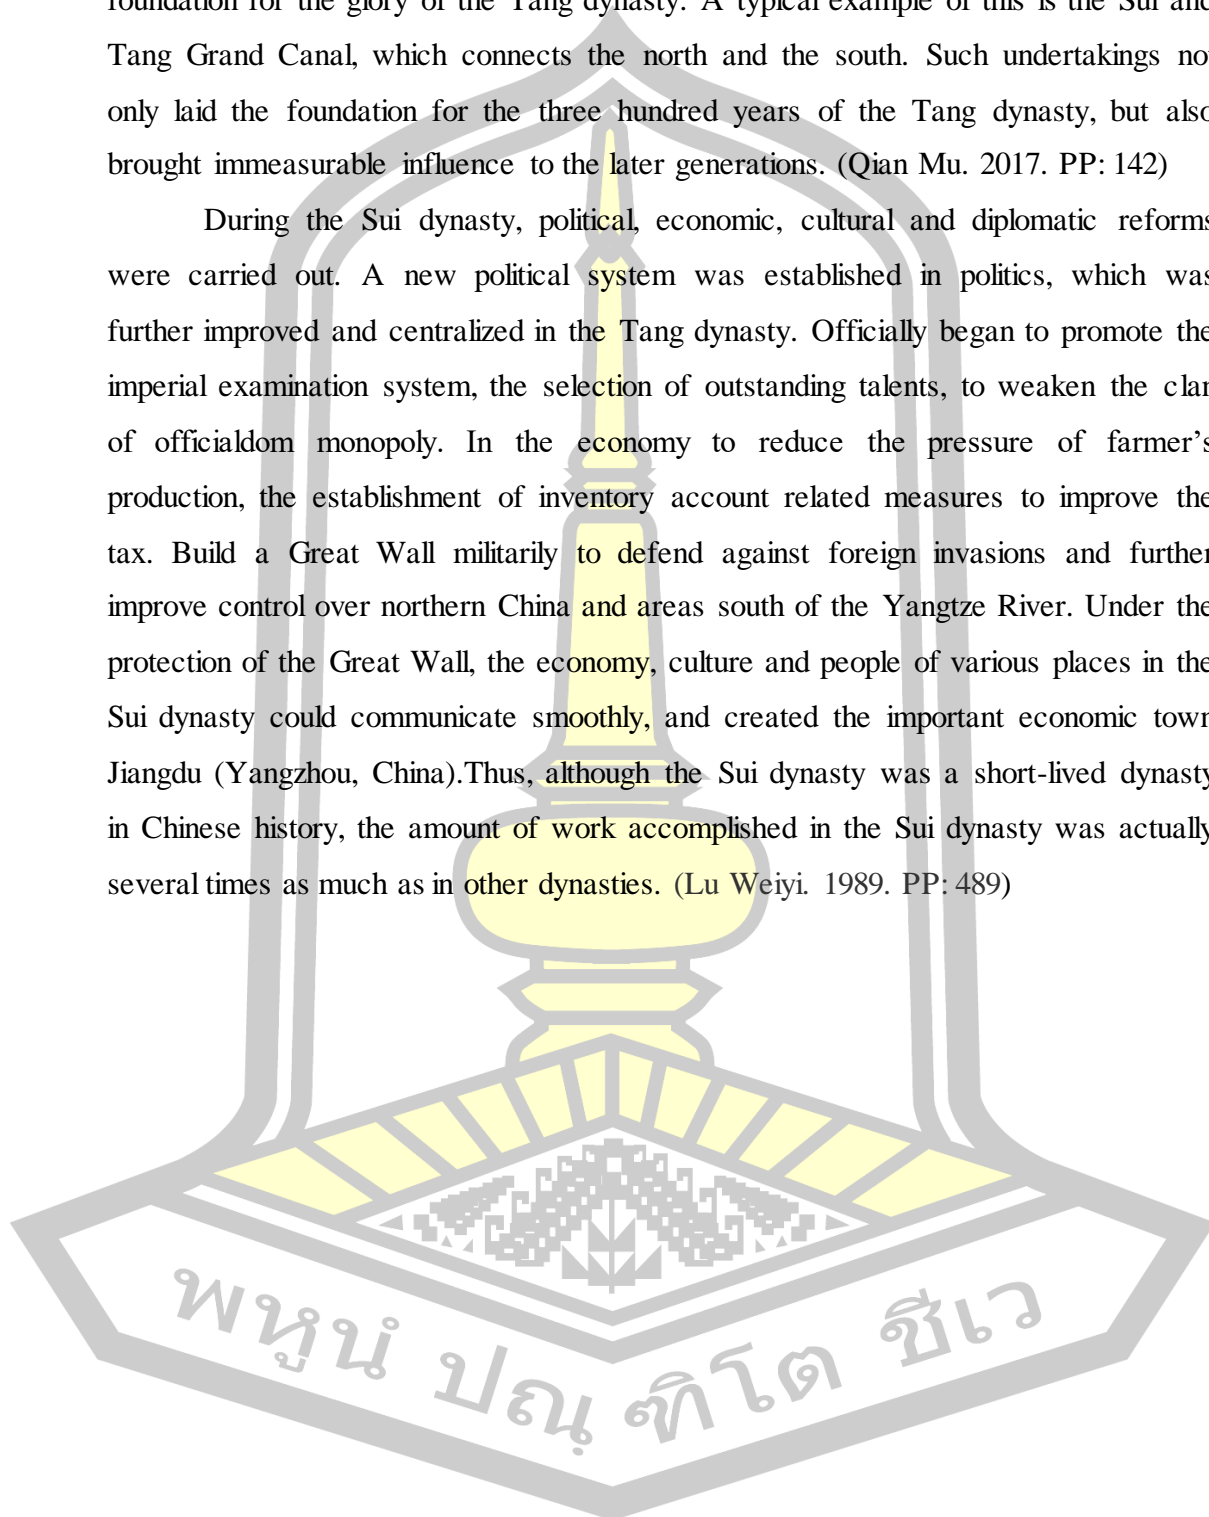 foundation for the glory of the Tang dynasty. A typical example of this is the Sui and
Tang Grand Canal, which connects the north and the south. Such undertakings no
only laid the foundation for the three hundred years of the Tang dynasty, but also
brought immeasurable influence to the later generations. (Qian Mu. 2017. PP: 142)
During the Sui dynasty, political, economic, cultural and diplomatic reforms
were carried out. A new political system was established in politics, which was
further improved and centralized in the Tang dynasty. Officially began to promote the
imperial examination system, the selection of outstanding talents, to weaken the clan
of officialdom monopoly. In the economy to reduce the pressure of farmer's
production, the establishment of inventory account related measures to improve the
tax. Build a Great Wall militarily to defend against foreign invasions and further
improve control over northern China and areas south of the Yangtze River. Under the
protection of the Great Wall, the economy, culture and people of various places in the
Sui dynasty could communicate smoothly, and created the important economic town
Jiangdu (Yangzhou, China).Thus, although the Sui dynasty was a short-lived dynasty
in Chinese history, the amount of work accomplished in the Sui dynasty was actually
several times as much as in other dynasties. (Lu Weiyi. 1989. PP: 489)
พหูนํ ปณฺฑิโต ชีเว